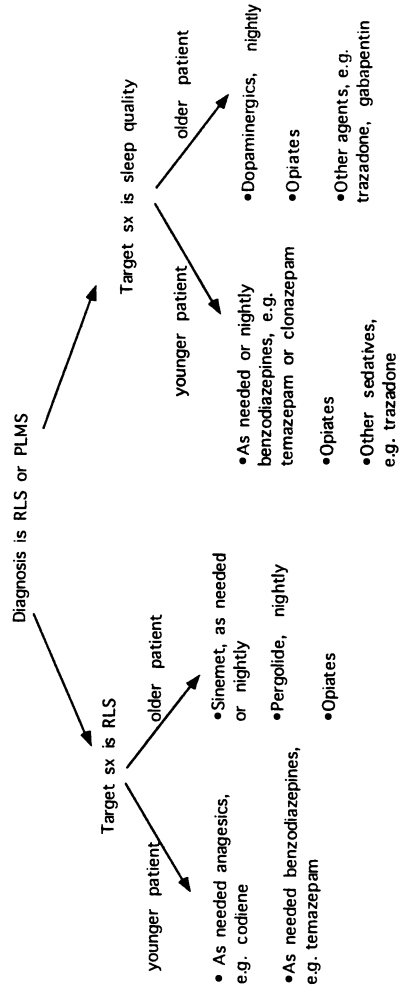 Diagnosis is RLS or PLMS
Target sx is RLS
younger patient
older patient
• As needed anagesics,
e.g. codiene
•As needed benzodiazepines,
e.g. temazepam
•Sinemet, as needed
or nightly
•Pergolide, nightly
•Opiates
Target sx is sleep quality
younger patient
older patient
•As needed or nightly
benzodiazepines, e.g.
temazepam or clonazepam
•Opiates
•Other sedatives,
e.g. trazadone
•Dopaminergics, nightly
•Opiates
•Other agents, e.g.
trazadone, gabapentin